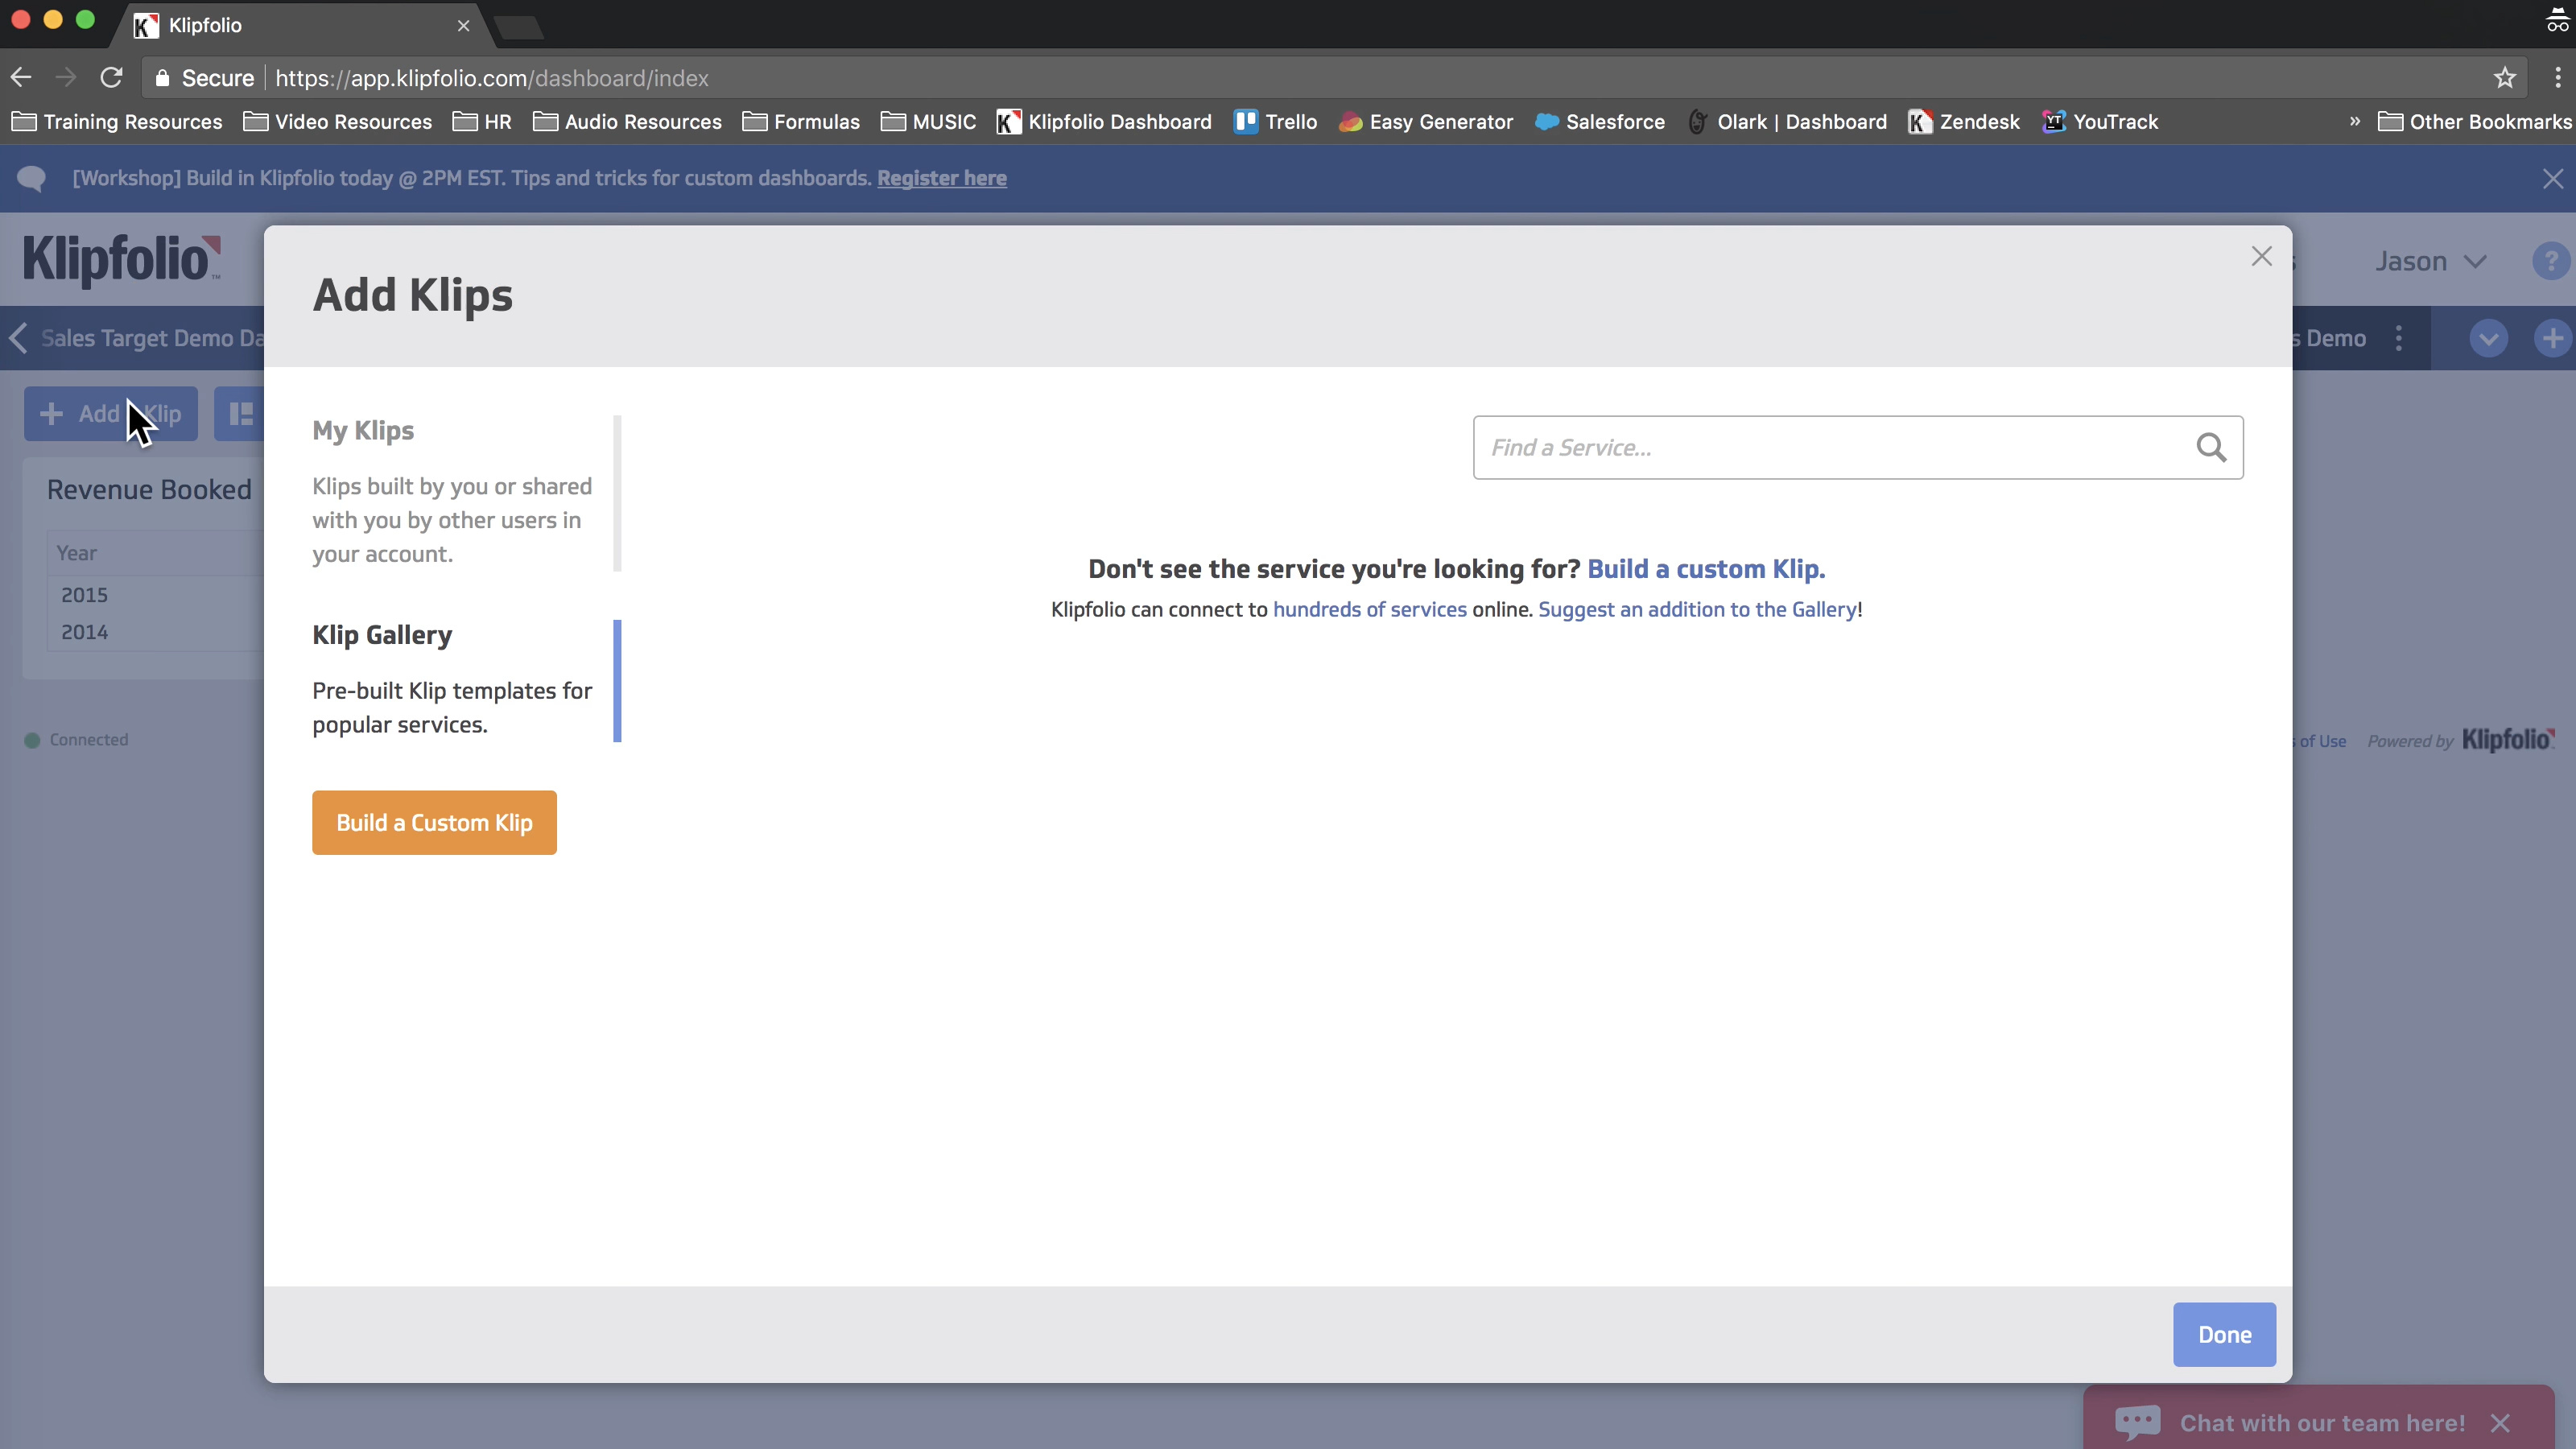 Klipfolio
Secure https://app.klipfolio.com/dashboard/index
Training Resources Video Resources HR Audio Resources Formulas MUSIC Klipfolio Dashboard Trello Easy Generator Salesforce Olark | Dashboard Zendesk YouTrack » Other Bookmarks
[Workshop] Build in Klipfolio today @ 2PM EST. Tips and tricks for custom dashboards. Register here
Klipfolio™
Jason ?
Add Klips
Sales Target Demo Da
s Demo
Add Klip
My Klips
Klips built by you or shared
with you by other users in
your account.
Find a Service...
Revenue Booked
Year
2015
2014
Don't see the service you're looking for? Build a custom Klip.
Klipfolio can connect to hundreds of services online. Suggest an addition to the Gallery!
Klip Gallery
Pre-built Klip templates for
popular services.
Connected
of Use Powered by Klipfolio
Build a Custom Klip
Done
Chat with our team here!